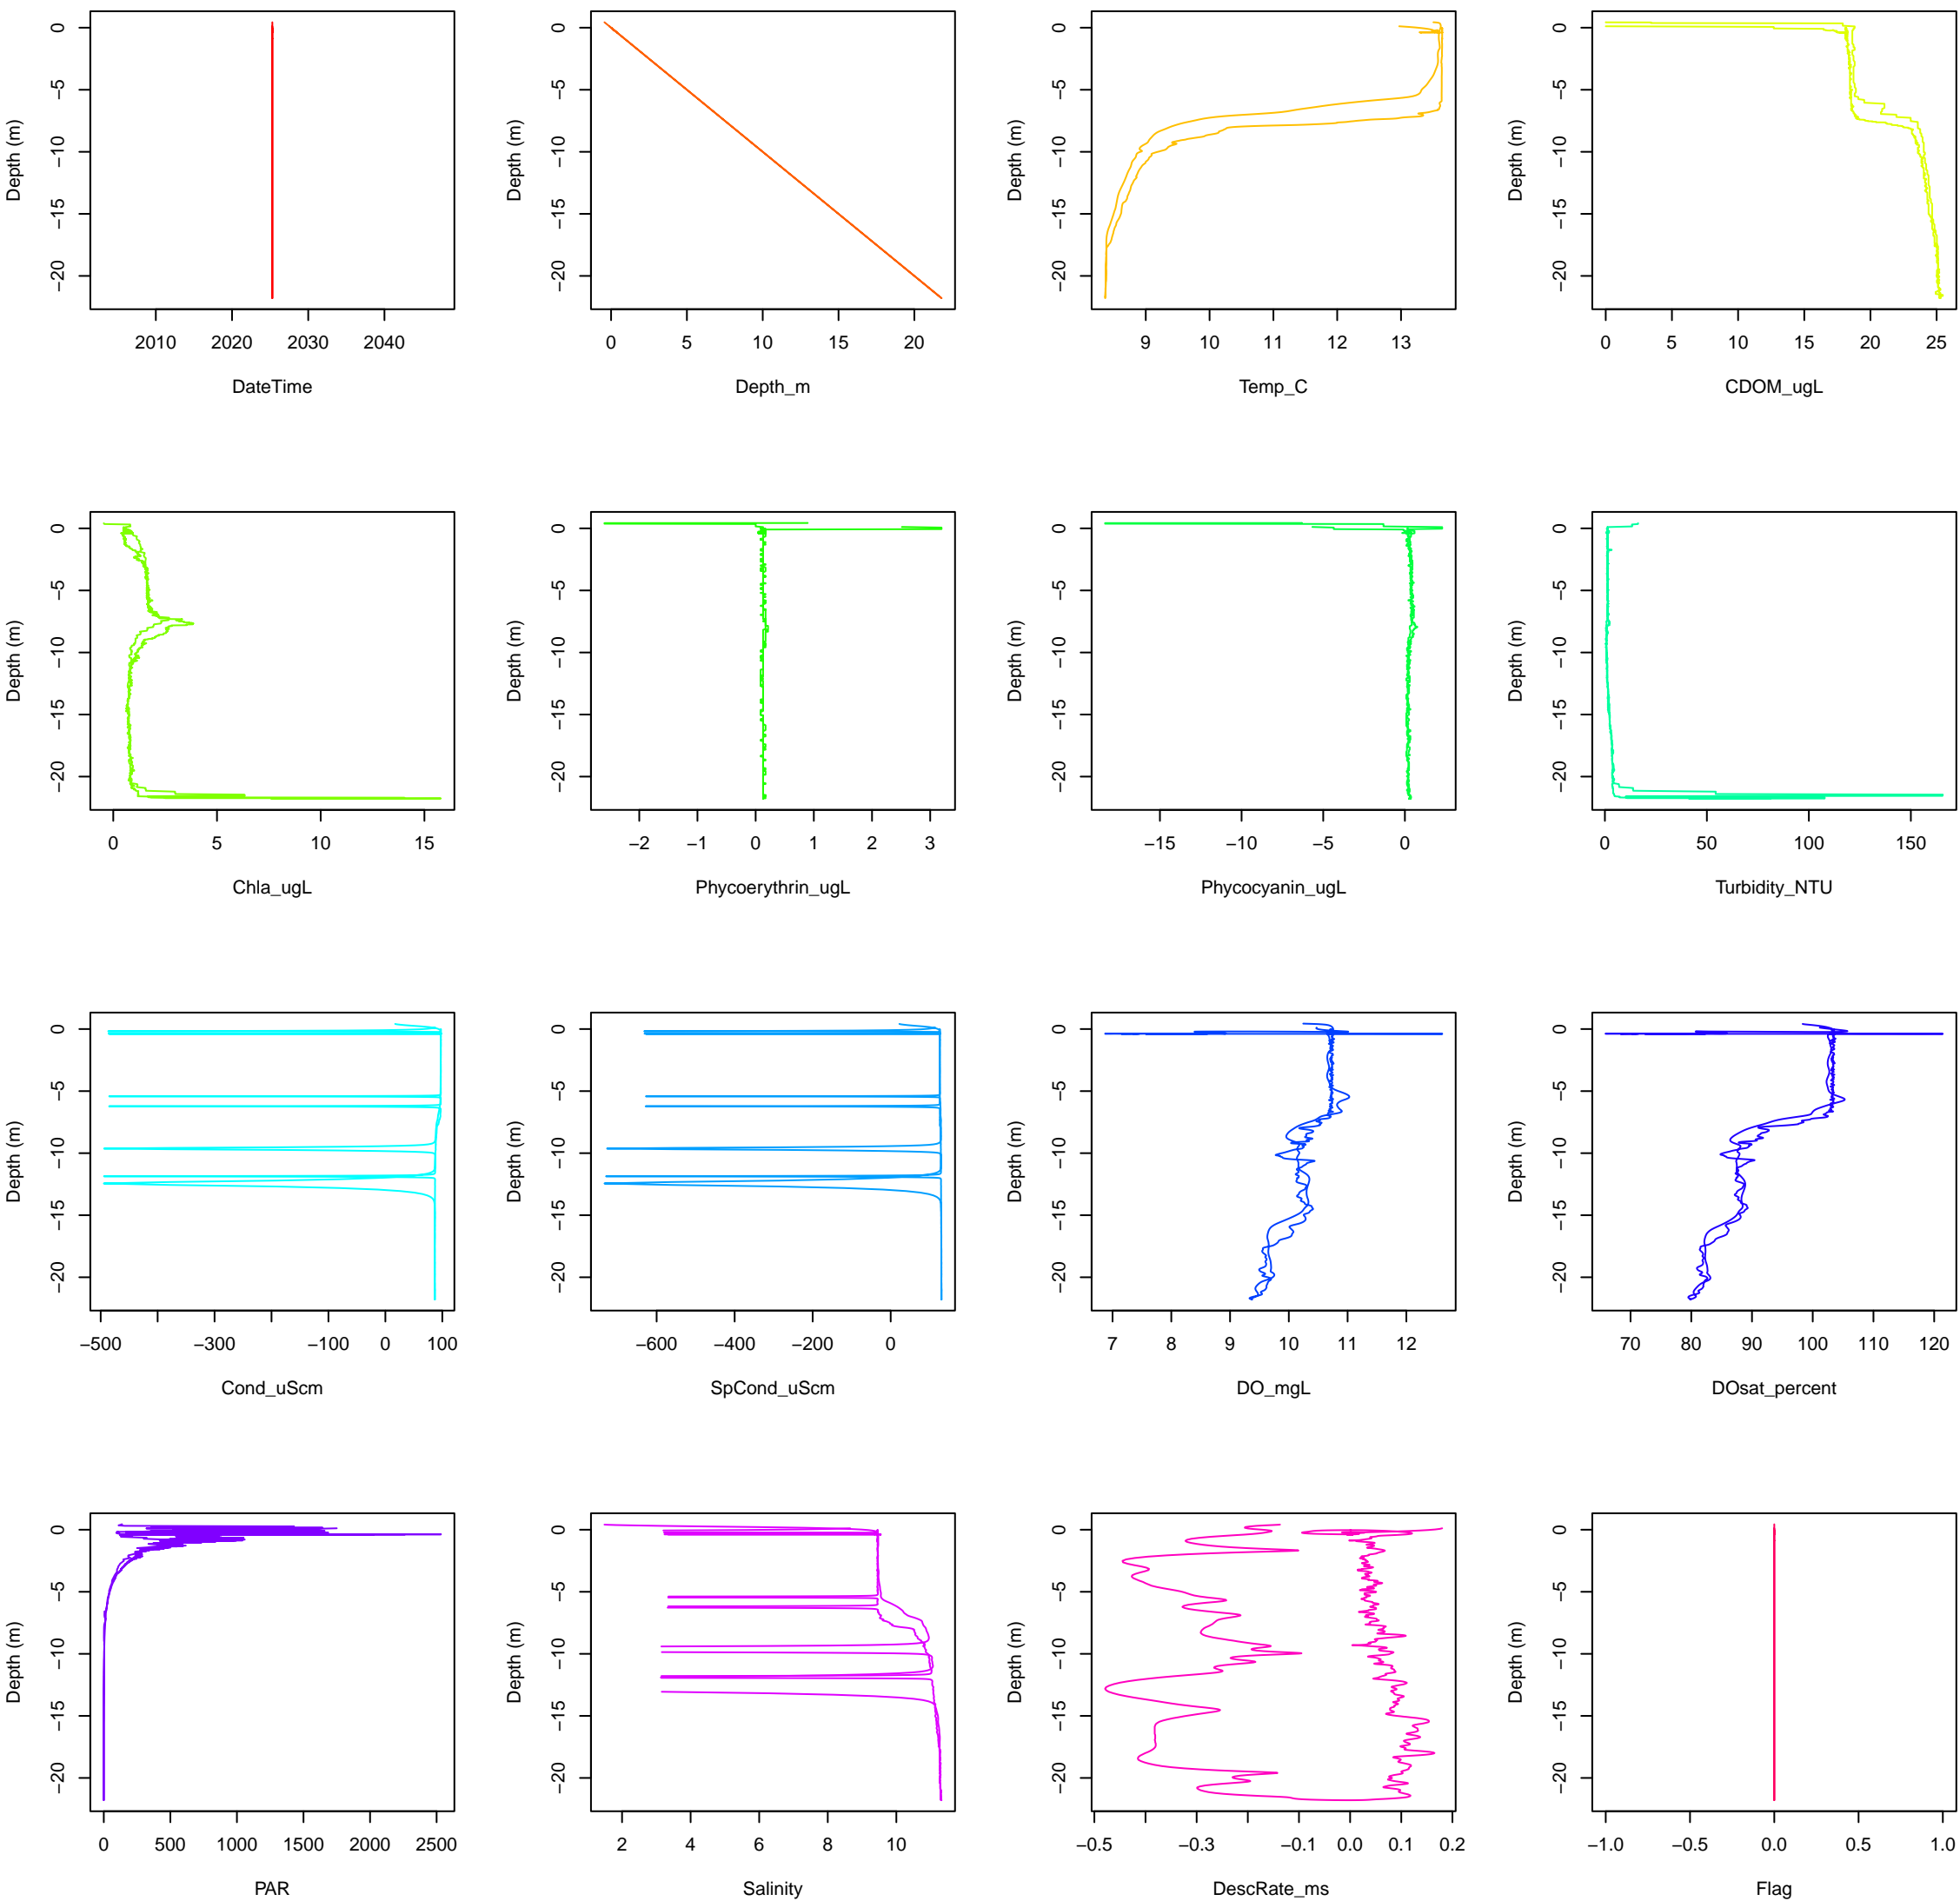 0 0 0 0
−5 −5 −5 −5
−10 −10 −10 −10
−15 −15 −15 −15
−20 −20 −20 −20
Depth (m) Depth (m) Depth (m) Depth (m)
2010 2020 2030 2040 0 5 10 15 20 9 10 11 12 13 0 5 10 15 20 25
DateTime Depth_m Temp_C CDOM_ugL
0 0 0 0
−5 −5 −5 −5
−10 −10 −10 −10
−15 −15 −15 −15
−20 −20 −20 −20
Depth (m) Depth (m) Depth (m) Depth (m)
0 5 10 15 −2 −1 0 1 2 3 −15 −10 −5 0 0 50 100 150
Chla_ugL Phycoerythrin_ugL Phycocyanin_ugL Turbidity_NTU
0 0 0 0
−5 −5 −5 −5
−10 −10 −10 −10
−15 −15 −15 −15
−20 −20 −20 −20
Depth (m) Depth (m) Depth (m) Depth (m)
−500 −300 −100 0 100 −600 −400 −200 0 7 8 9 10 11 12 70 80 90 100 110 120
Cond_uScm SpCond_uScm DO_mgL DOsat_percent
0 0 0 0
−5 −5 −5 −5
−10 −10 −10 −10
−15 −15 −15 −15
−20 −20 −20 −20
Depth (m) Depth (m) Depth (m) Depth (m)
0 500 1000 1500 2000 2500 2 4 6 8 10 −0.5 −0.3 −0.1 0.0 0.1 0.2 −1.0 −0.5 0.0 0.5 1.0
PAR Salinity DescRate_ms Flag